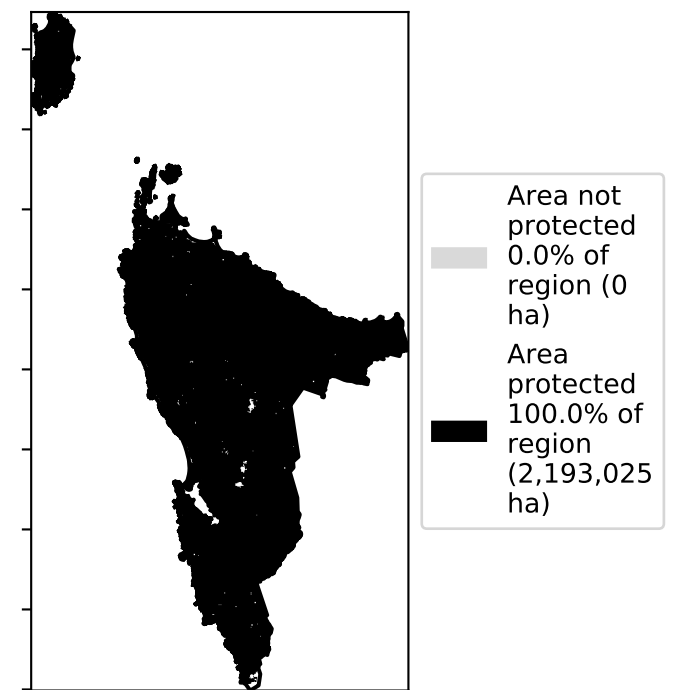 Area not
protected
0.0% of
region (0
ha)
Area
protected
100.0% of
region
(2,193,025
ha)